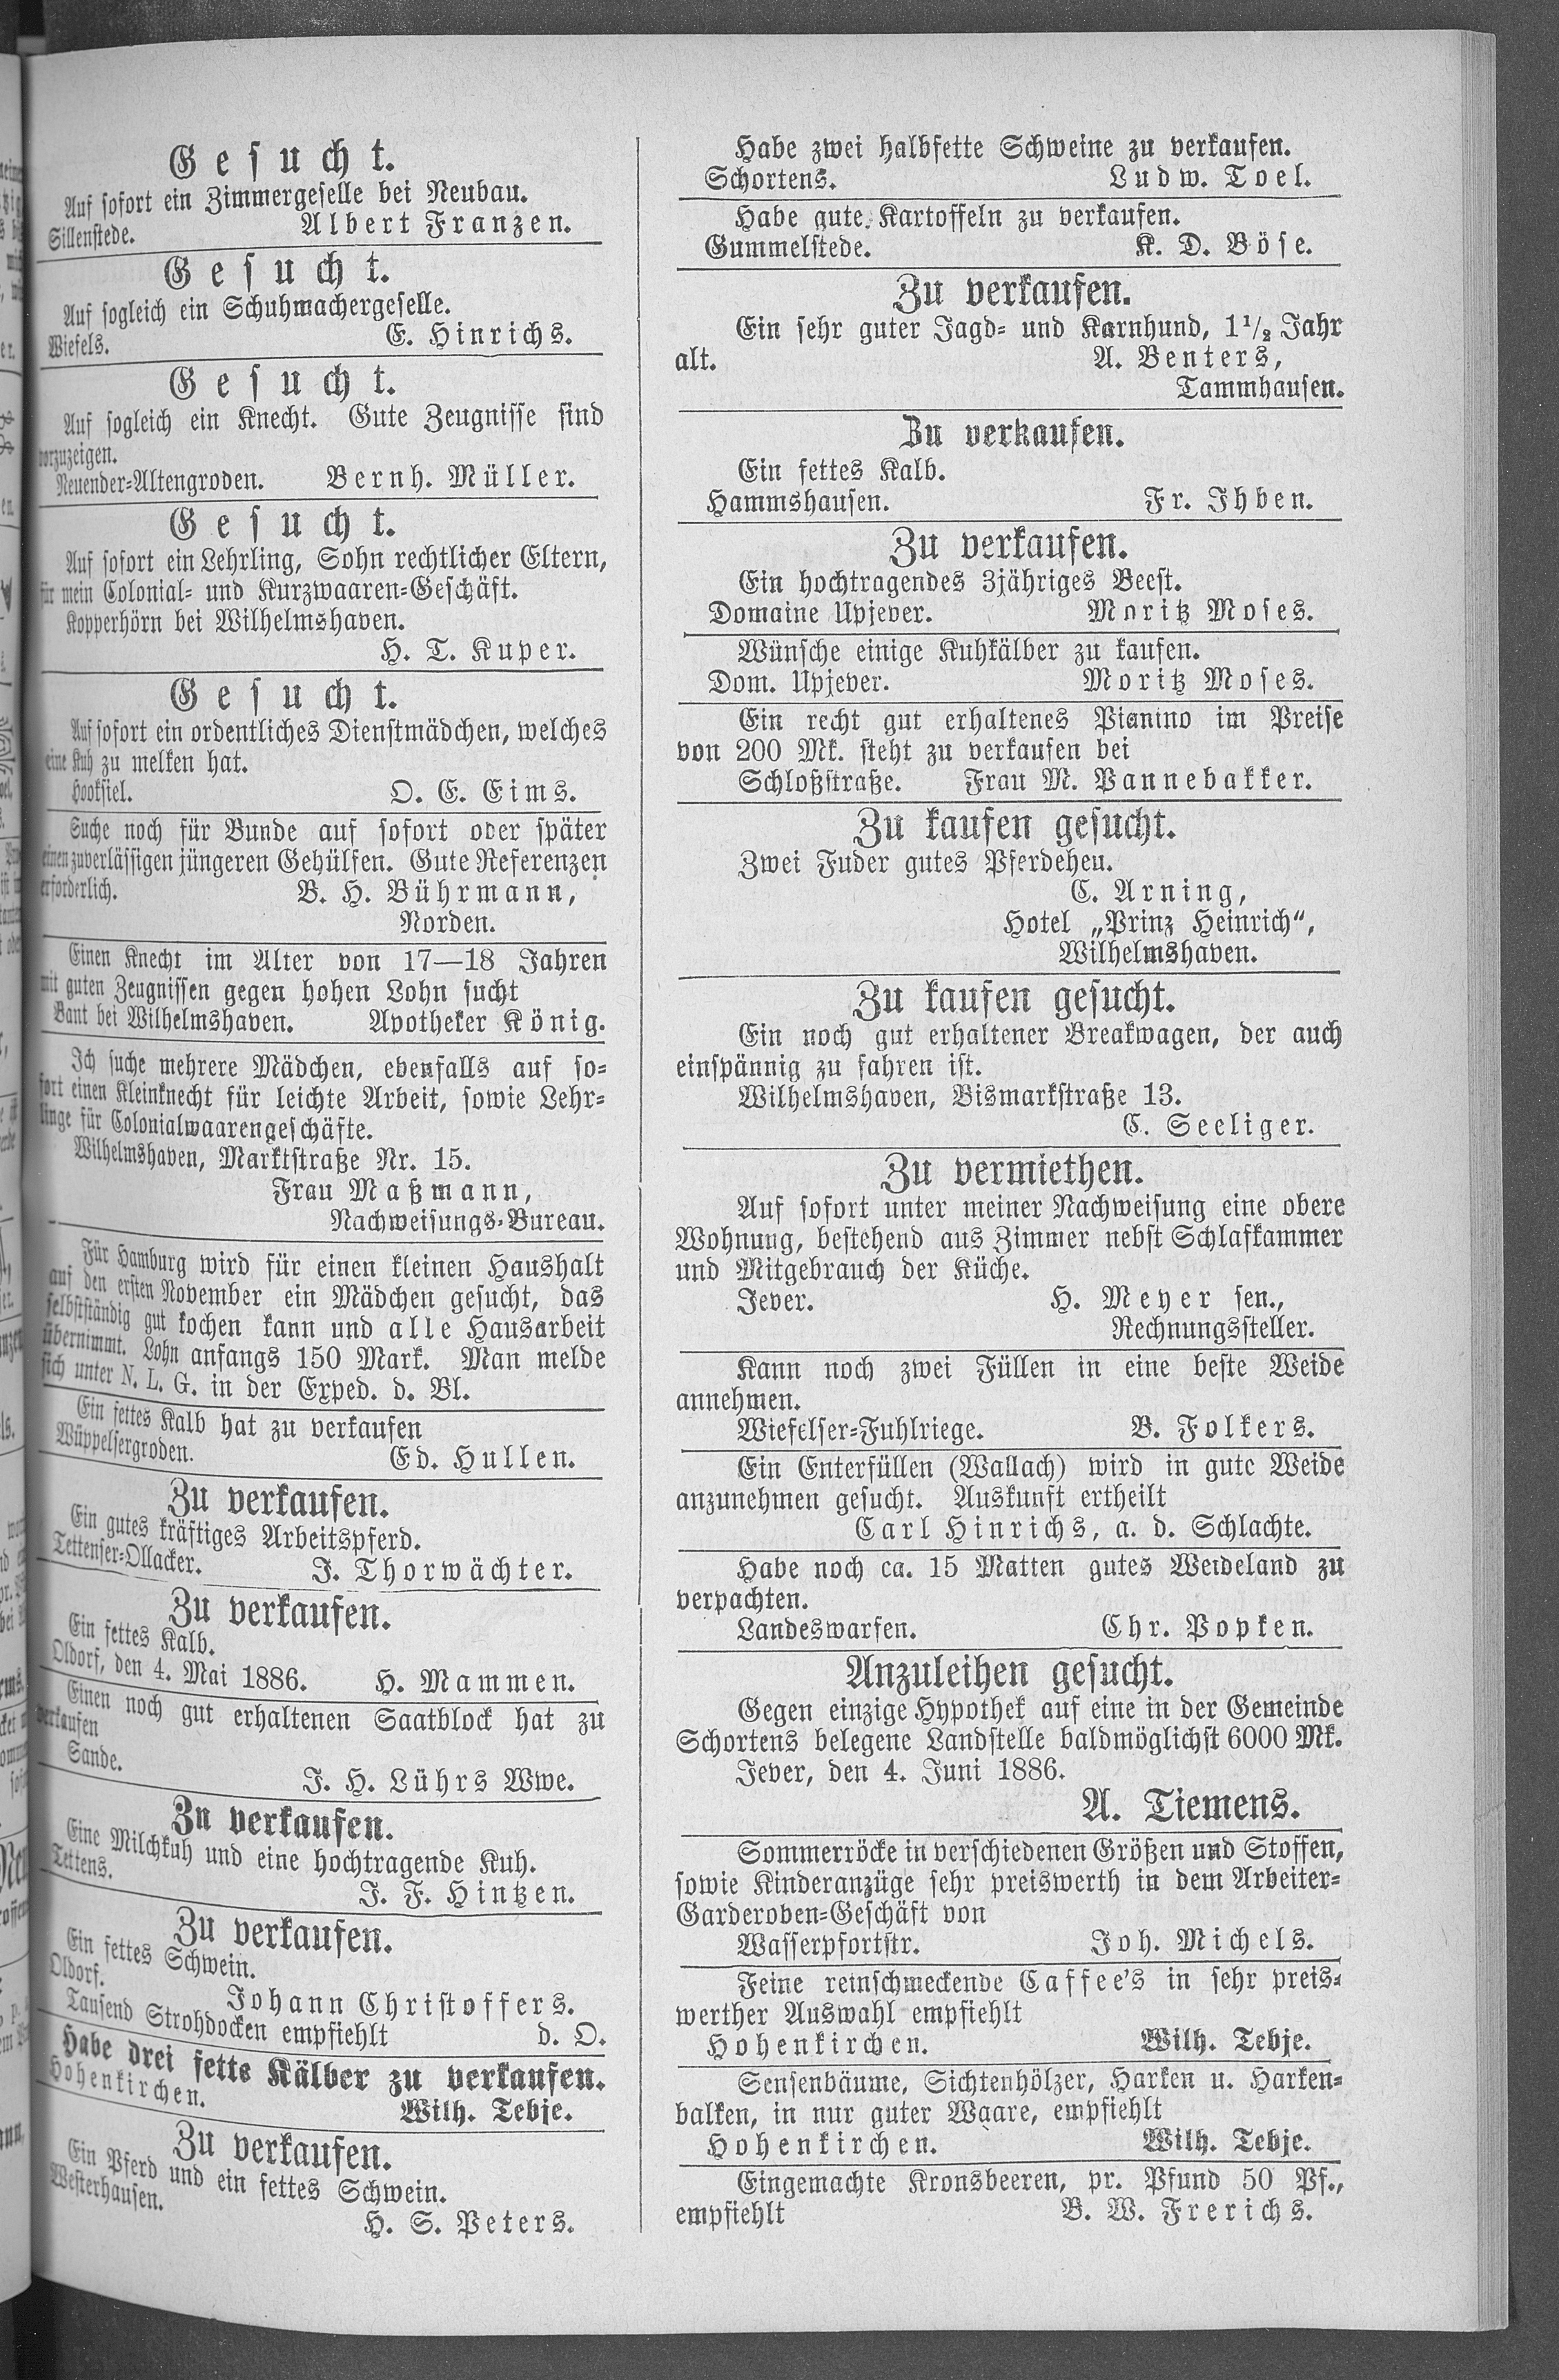 Gesucht.
Auf sofort ein Zimmergeselle bei Neubau.
Sillenstede. Albert Franzen.
Gesucht.
Auf sogleich ein Schuhmachergeselle.
Wiefels. E. Hinrichs.
Gesucht.
Auf sogleich ein Knecht. Gute Zeugnisse sind
vorzuzeigen.
Neuender-Altengroden. Bernh. Müller.
Gesucht.
Auf sofort ein Lehrling, Sohn rechtlicher Eltern,
für mein Colonial- und Kurzwaaren-Geschäft.
Kopperhörn bei Wilhelmshaven.
H. T. Kuper.
Gesucht.
Auf sofort ein ordentliches Dienstmädchen, welches
eine Kuh zu melken hat.
Hooksiel. O. E. Eims.
Suche noch für Bunde auf sofort oder später
einen zuverlässigen jüngeren Gehülfen. Gute Referenzen
erforderlich. B. H. Bührmann,
Norden.
Einen Knecht im Alter von 17—18 Jahren
mit guten Zeugnissen gegen hohen Lohn sucht
Bant bei Wilhelmshaven. Apotheker König.
Ich suche mehrere Mädchen, ebenfalls auf so-
fort einen Kleinknecht für leichte Arbeit, sowie Lehr-
linge für Colonialwaarengeschäfte.
Wilhelmshaven, Marktstraße Nr. 15.
Frau Maßmann,
Nachweisungs-Bureau.
Für Hamburg wird für einen kleinen Haushalt
auf den ersten November ein Mädchen gesucht, das
selbstständig gut kochen kann und alle Hausarbeit
übernimmt. Lohn anfangs 150 Mark. Man melde
sich unter N. L. G. in der Exped. d. Bl.
Ein fettes Kalb hat zu verkaufen
Wüppelsergroden. Ed. Hullen.
Zu verkaufen.
Ein gutes kräftiges Arbeitspferd.
Tettenser-Ollacker. J. Thorwächter.
Zu verkaufen.
Ein fettes Kalb.
Oldorf, den 4. Mai 1886. H. Mammen.
Einen noch gut erhaltenen Saatblock hat zu
verkaufen
Sande. J. H. Lührs Wwe.
Zu verkaufen.
Eine Milchkuh und eine hochtragende Kuh.
Tettens. J. F. Hintzen.
Zu verkaufen.
Ein fettes Schwein.
Oldorf. Johann Christoffers.
Tausend Strohdocken empfiehlt d. O.
Habe drei fette Kälber zu verkaufen.
Hohenkirchen. Wilh. Tebje.
Zu verkaufen.
Ein Pferd und ein fettes Schwein.
Westerhausen. H. S. Peters.
Habe zwei halbfette Schweine zu verkaufen.
Schortens. Ludw. Toel.
Habe gute Kartoffeln zu verkaufen.
Gummelstede. K. D. Böse.
Zu verkaufen.
Ein sehr guter Jagd- und Karnhund, 1 1/2 Jahr
alt. A. Benters,
Tammhausen.
Zu verkaufen.
Ein fettes Kalb.
Hammshausen. Fr. Ihben.
Zu verkaufen.
Ein hochtragendes 3jähriges Beest.
Domaine Upjever. Moritz Moses.
Wünsche einige Kuhkälber zu kaufen.
Dom. Upjever. Moritz Moses.
Ein recht gut erhaltenes Pianino im Preise
von 200 Mk. steht zu verkaufen bei
Schloßstraße. Frau M. Pannebakker.
Zu kaufen gesucht.
Zwei Fuder gutes Pferdeheu.
C. Arning,
Hotel „Prinz Heinrich“,
Wilhelmshaven.
Zu kaufen gesucht.
Ein noch gut erhaltener Breakwagen, der auch
einspännig zu fahren ist.
Wilhelmshaven, Bismarkstraße 13.
C. Seeliger.
Zu vermiethen.
Auf sofort unter meiner Nachweisung eine obere
Wohnung, bestehend aus Zimmer nebst Schlafkammer
und Mitgebrauch der Küche.
Jever. H. Meyer sen.,
Rechnungssteller.
Kann noch zwei Füllen in eine beste Weide
annehmen.
Wiefelser-Fuhlriege. B. Folkers.
Ein Enterfüllen (Wallach) wird in gute Weide
anzunehmen gesucht. Auskunft ertheilt
Carl Hinrichs, a. d. Schlachte.
Habe noch ca. 15 Matten gutes Weideland zu
verpachten.
Landeswarfen. Chr. Popken.
Anzuleihen gesucht.
Gegen einzige Hypothek auf eine in der Gemeinde
Schortens belegene Landstelle baldmöglichst 6000 Mk.
Jever, den 4. Juni 1886.
A. Tiemens.
Sommerröcke in verschiedenen Größen und Stoffen,
sowie Kinderanzüge sehr preiswerth in dem Arbeiter-
Garderoben-Geschäft von
Wasserpfortstr. Joh. Michels.
Feine reinschmeckende Caffee's in sehr preis-
werther Auswahl empfiehlt
Hohenkirchen. Wilh. Tebje.
Sensenbäume, Sichtenhölzer, Harken u. Harken-
balken, in nur guter Waare, empfiehlt
Hohenkirchen. Wilh. Tebje.
Eingemachte Kronsbeeren, pr. Pfund 50 Pf.,
empfiehlt B. W. Frerichs.